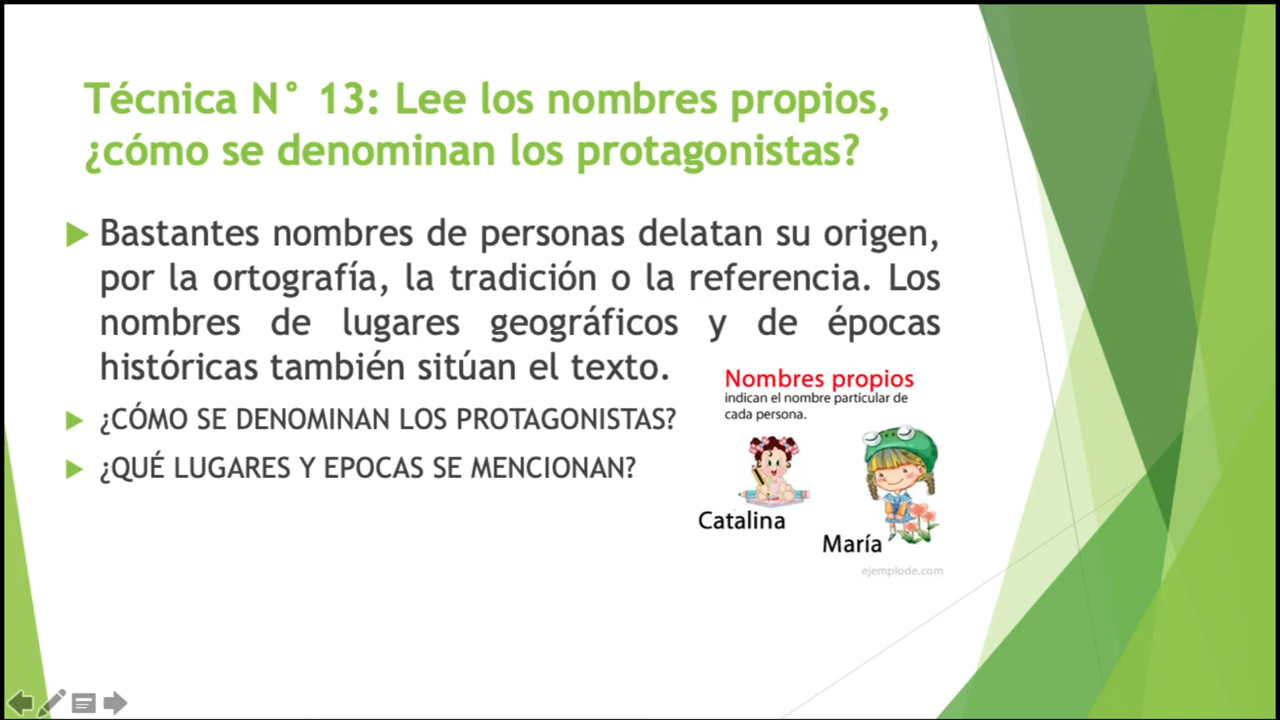 Técnica N° 13: Lee los nombres propios,
¿cómo se denominan los protagonistas?
Bastantes nombres de personas delatan su origen,
por la ortografía, la tradición o la referencia. Los
nombres de lugares geográficos y de épocas
históricas también sitúan el texto.
¿CÓMO SE DENOMINAN LOS PROTAGONISTAS?
¿QUÉ LUGARES Y EPOCAS SE MENCIONAN?
Nombres propios
indican el nombre particular de
cada persona.
Catalina
María
ejemplode.com